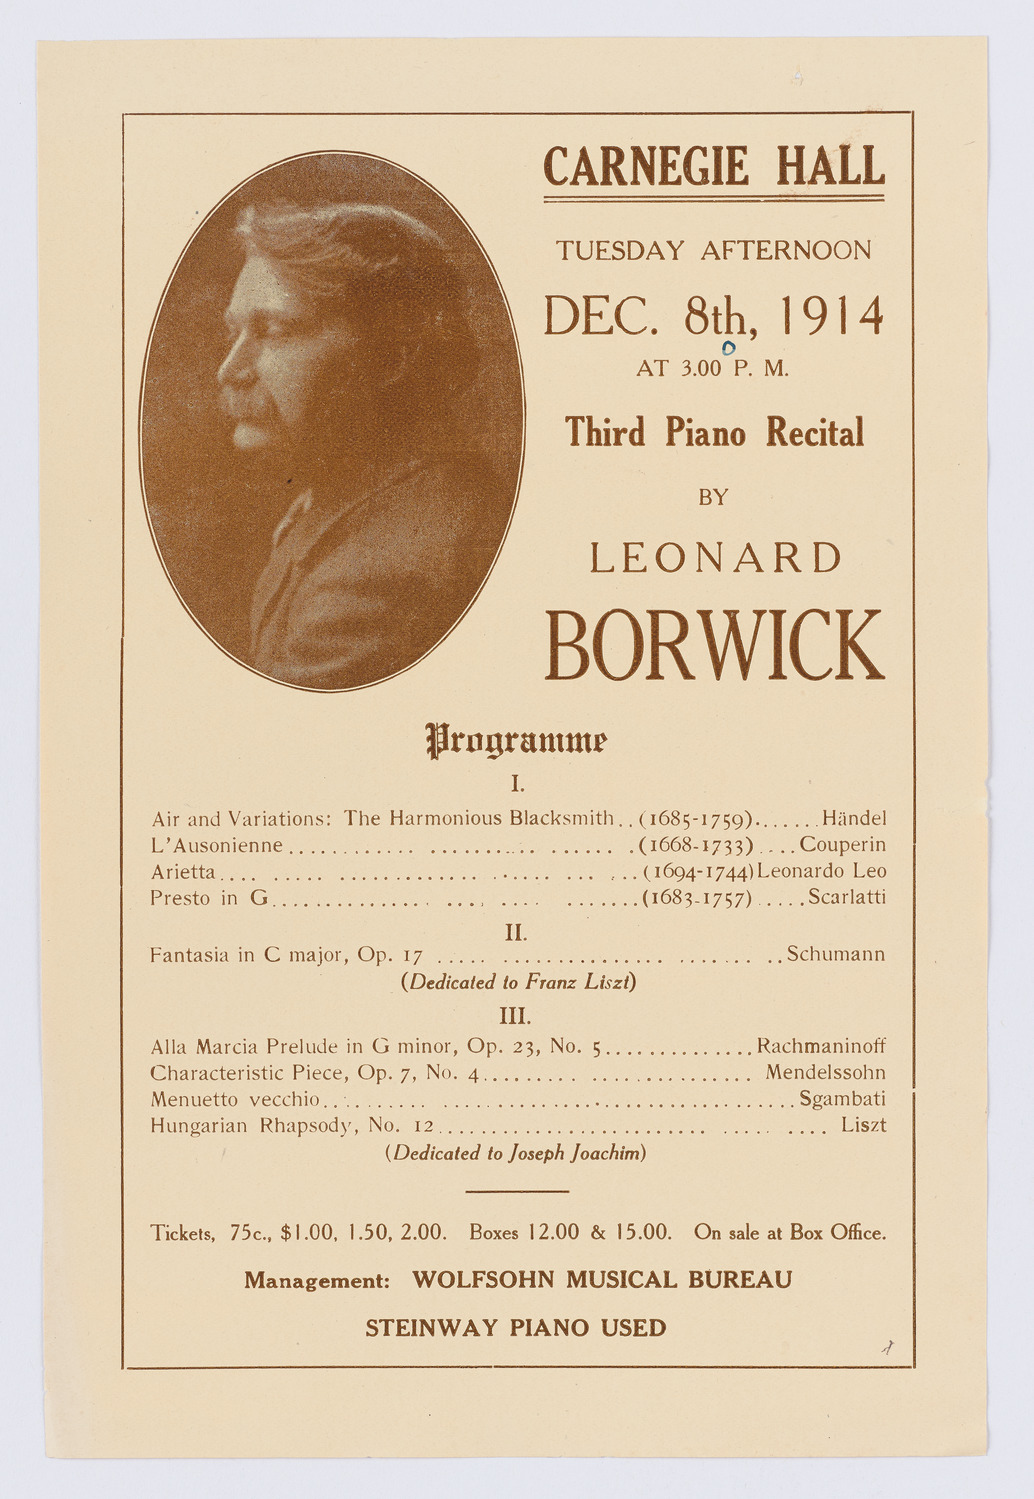 CARNEGIE HALL
TUESDAY AFTERNOON
DEC. 8th, 1914
AT 3.00 P. M.
Third Piano Recital
BY
LEONARD
BORWICK
Programme
I.
Air and Variations: The Harmonious Blacksmith..(1685-1759).......Händel
L'Ausonienne.......................(1668-1733).....Couperin
Arietta.......................(1694-1744)Leonardo Leo
Presto in G.......................(1683-1757).....Scarlatti
II.
Fantasia in C major, Op. 17.......................Schumann
(Dedicated to Franz Liszt)
III.
Alla Marcia Prelude in G minor, Op. 23, No. 5..............Rachmaninoff
Characteristic Piece, Op. 7, No. 4.......................Mendelssohn
Menuetto vecchio.......................Sgambati
Hungarian Rhapsody, No. 12.......................Liszt
(Dedicated to Joseph Joachim)
Tickets, 75c., $1.00, 1.50, 2.00. Boxes 12.00 & 15.00. On sale at Box Office.
Management: WOLFSOHN MUSICAL BUREAU
STEINWAY PIANO USED